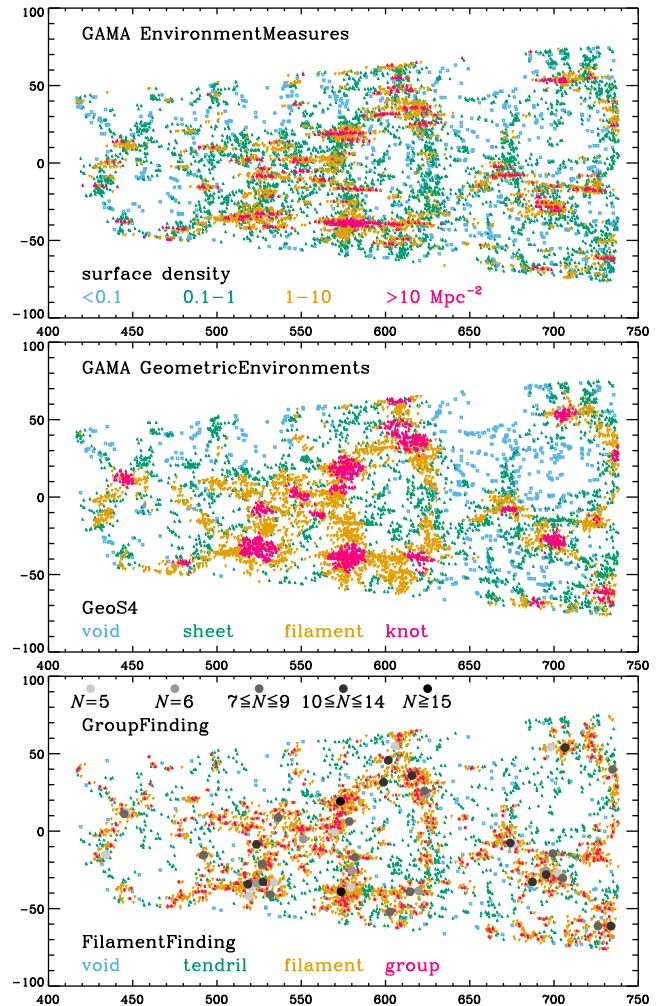 100
GAMA EnvironmentMeasures
50
0
−50
surface density
<0.1 0.1−1 1−10 >10 Mpc⁻²
−100
400 450 500 550 600 650 700 750
100
GAMA GeometricEnvironments
50
0
−50
GeoS4
void sheet filament knot
−100
400 450 500 550 600 650 700 750
100
N=5 N=6 7≦N≦9 10≦N≦14 N≧15
GroupFinding
50
0
−50
FilamentFinding
void tendril filament group
−100
400 450 500 550 600 650 700 750